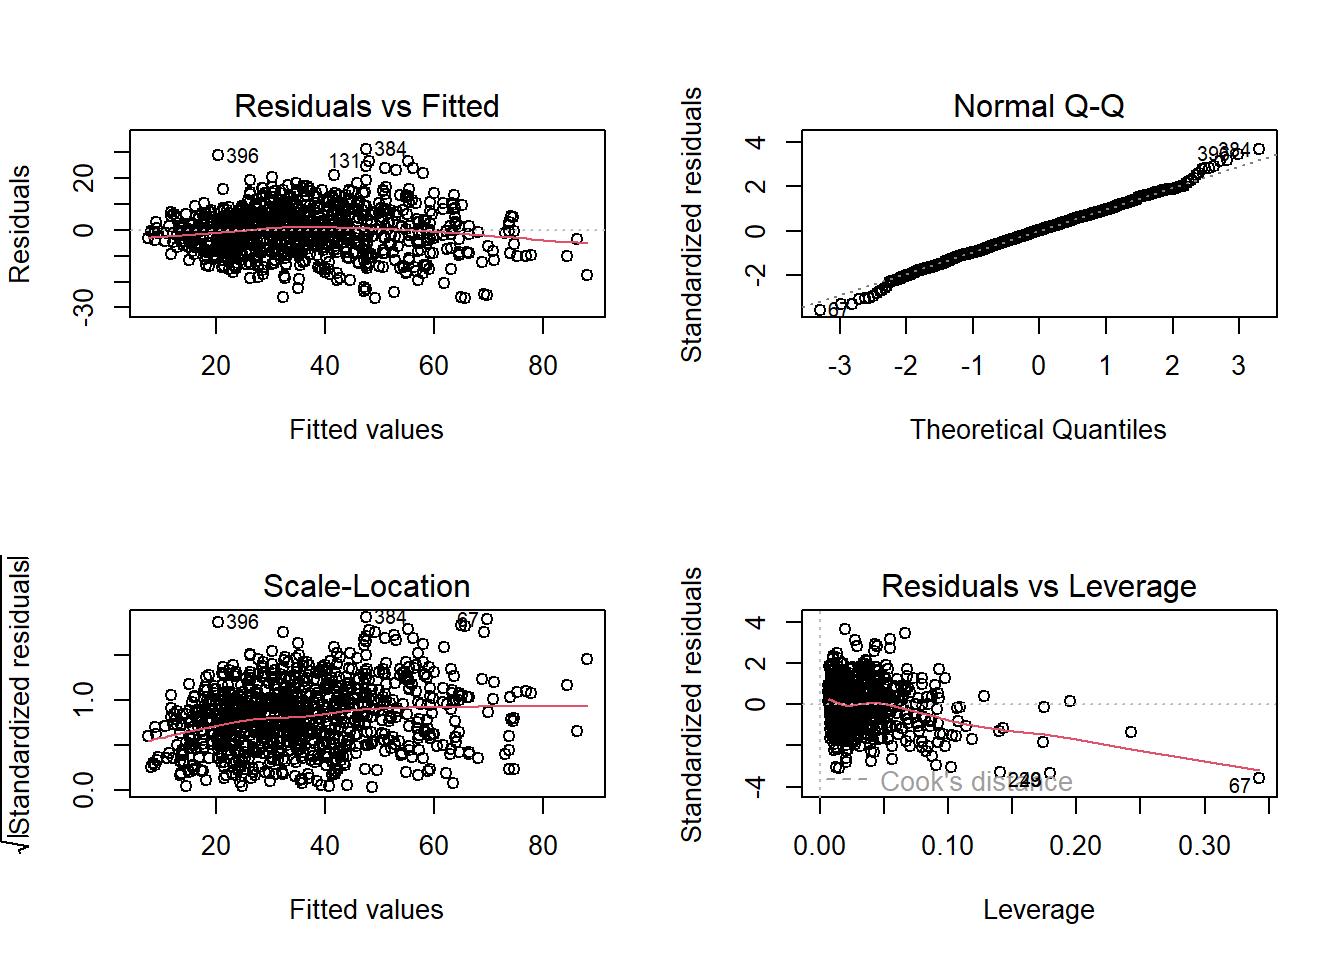 Residuals vs Fitted
Residuals
20
0
-30
396
131
384
20 40 60 80
Fitted values
Normal Q-Q
Standardized residuals
4
2
0
-2
396
384
67
-3 -2 -1 0 1 2 3
Theoretical Quantiles
Scale-Location
√|Standardized residuals|
1.0
0.0
396
384
67
20 40 60 80
Fitted values
Residuals vs Leverage
Standardized residuals
4
2
0
-4
Cook's distance
67
0.00 0.10 0.20 0.30
Leverage